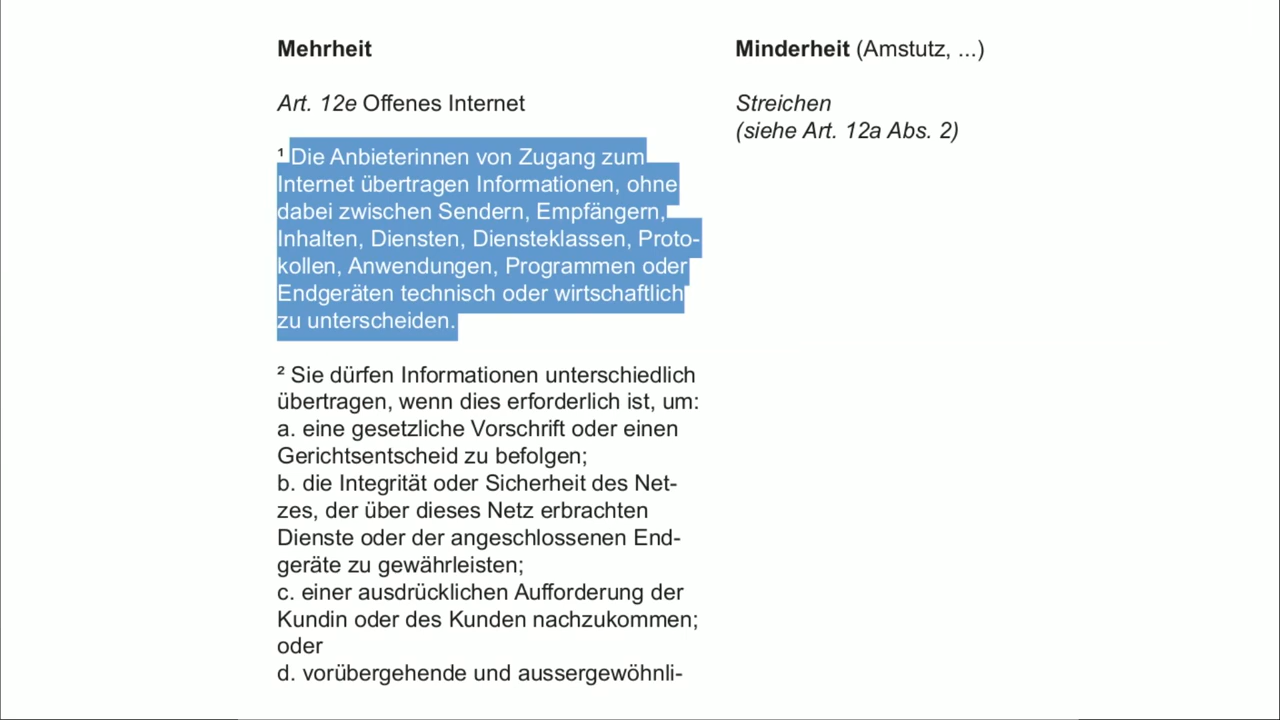 Mehrheit
Minderheit (Amstutz, ...)
Art. 12e Offenes Internet
Streichen
(siehe Art. 12a Abs. 2)
¹ Die Anbieterinnen von Zugang zum
Internet übertragen Informationen, ohne
dabei zwischen Sendern, Empfängern,
Inhalten, Diensten, Diensteklassen, Proto-
kollen, Anwendungen, Programmen oder
Endgeräten technisch oder wirtschaftlich
zu unterscheiden.
² Sie dürfen Informationen unterschiedlich
übertragen, wenn dies erforderlich ist, um:
a. eine gesetzliche Vorschrift oder einen
Gerichtsentscheid zu befolgen;
b. die Integrität oder Sicherheit des Net-
zes, der über dieses Netz erbrachten
Dienste oder der angeschlossenen End-
geräte zu gewährleisten;
c. einer ausdrücklichen Aufforderung der
Kundin oder des Kunden nachzukommen;
oder
d. vorübergehende und aussergewöhnli-